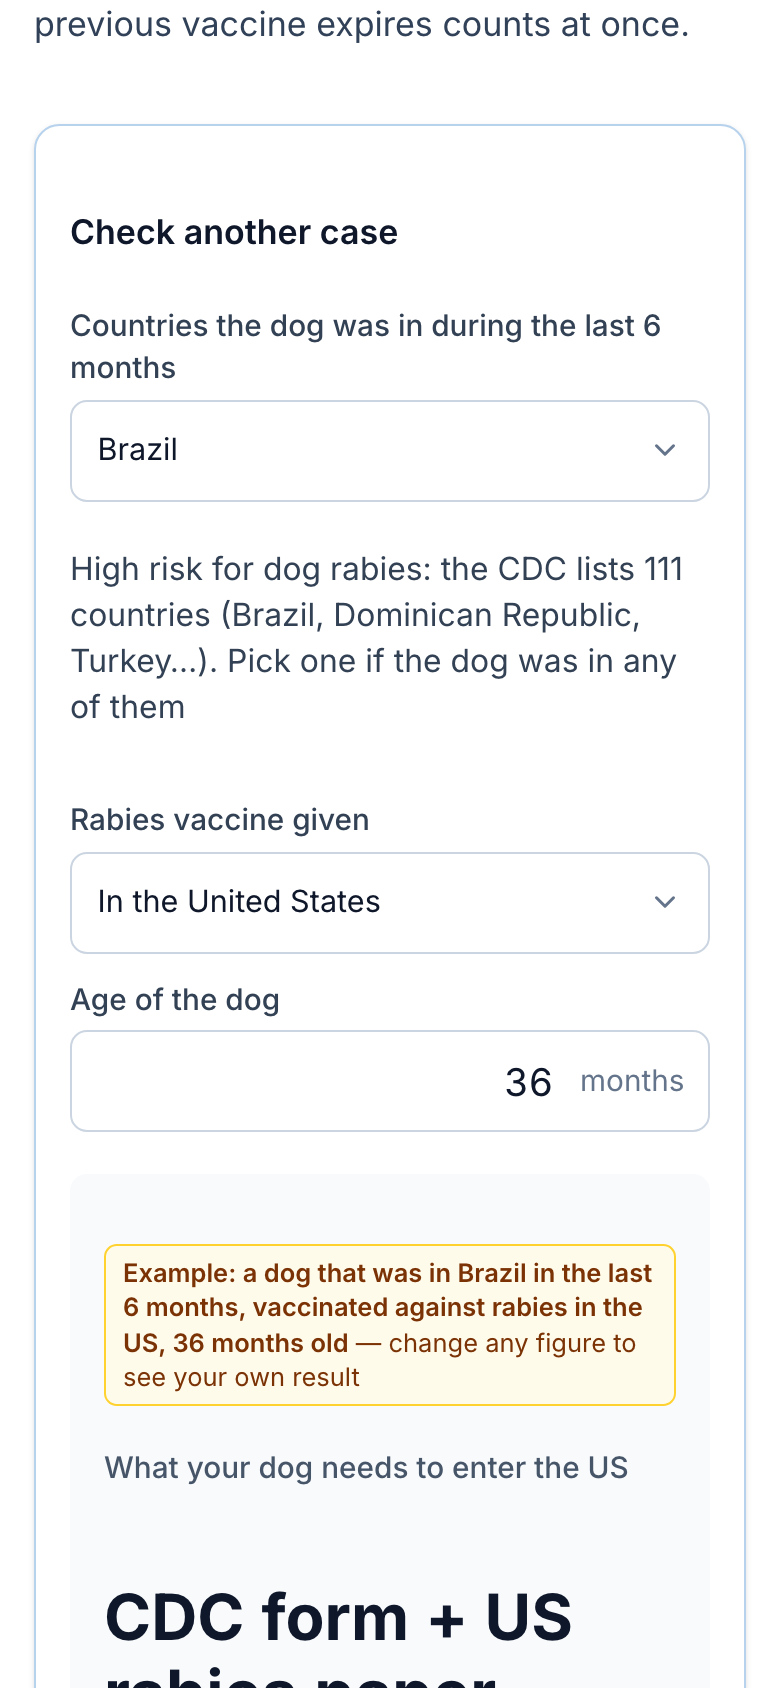 previous vaccine expires counts at once.
Check another case
Countries the dog was in during the last 6
months
Brazil
High risk for dog rabies: the CDC lists 111
countries (Brazil, Dominican Republic,
Turkey...). Pick one if the dog was in any
of them
Rabies vaccine given
In the United States
Age of the dog
36 months
Example: a dog that was in Brazil in the last
6 months, vaccinated against rabies in the
US, 36 months old — change any figure to
see your own result
What your dog needs to enter the US
CDC form + US
rabies paper